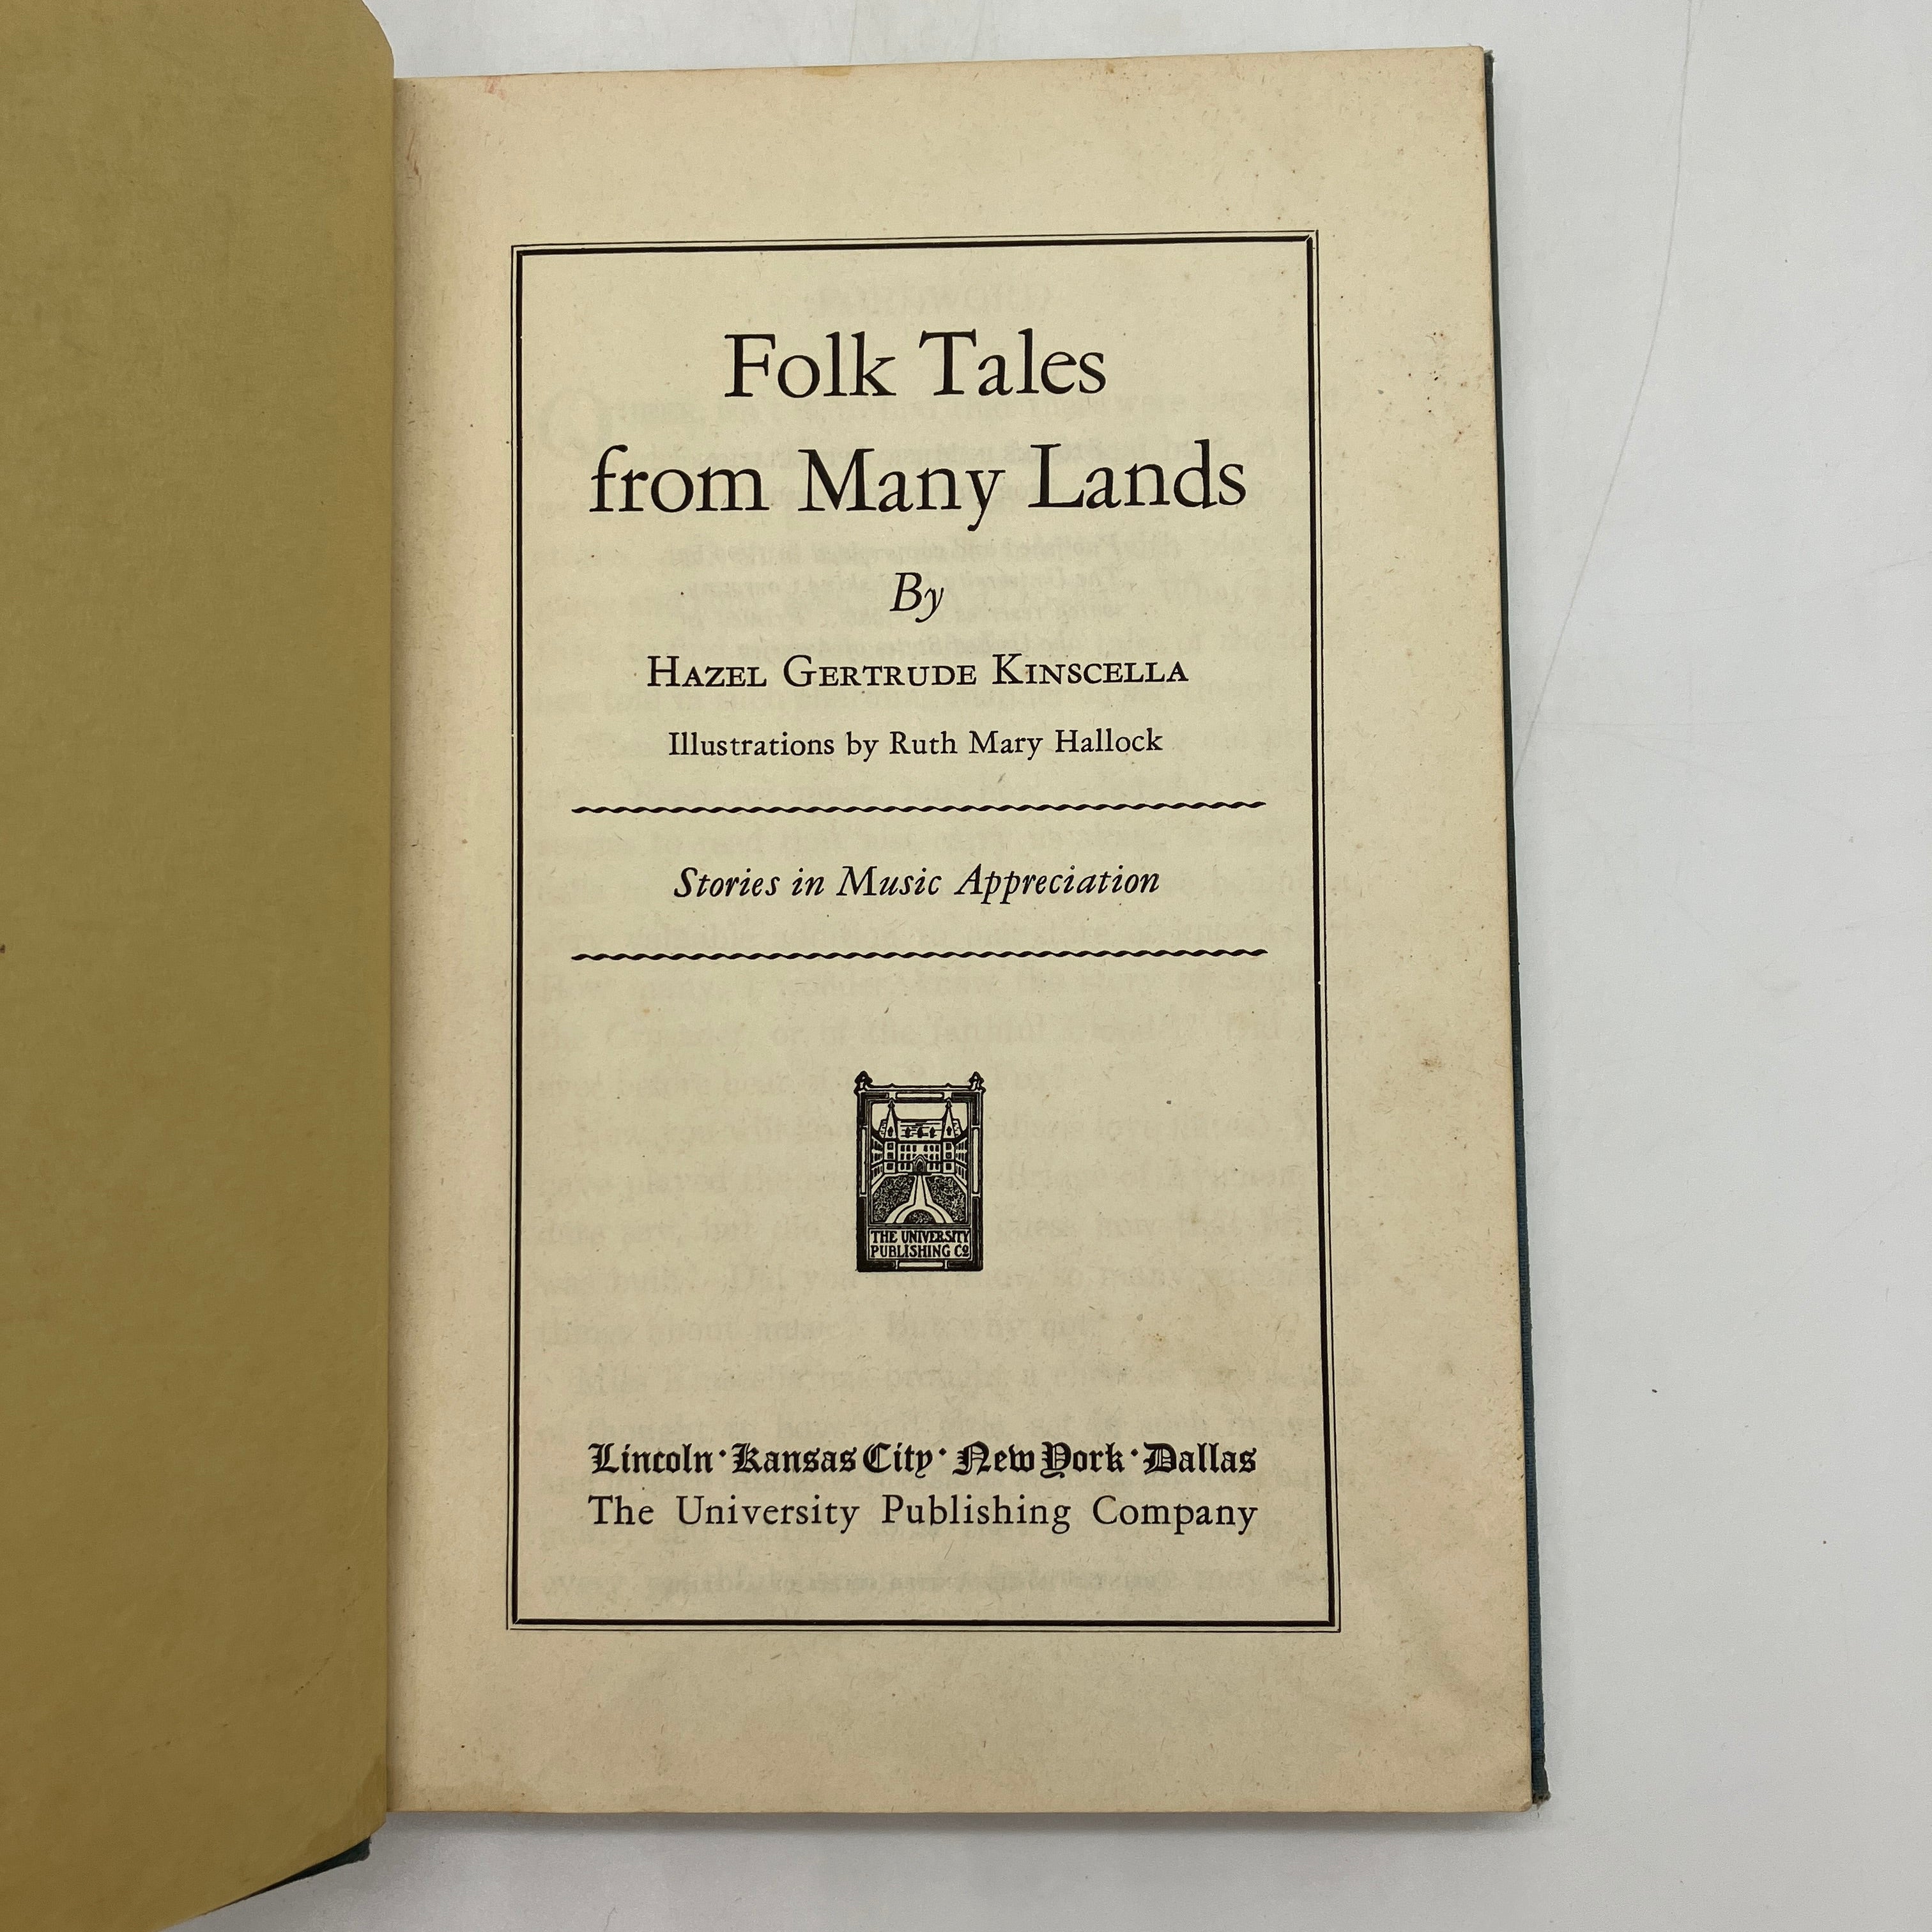 Folk Tales
from Many Lands
By
HAZEL GERTRUDE KINSCELLA
Illustrations by Ruth Mary Hallock
Stories in Music Appreciation
THE UNIVERSITY
PUBLISHING CO
Lincoln · Kansas City · New York · Dallas
The University Publishing Company